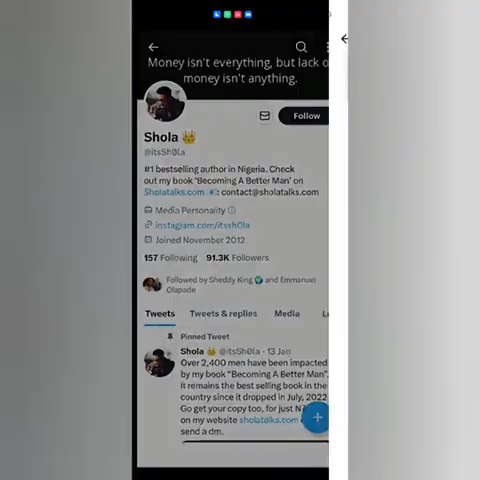 Money isn't everything, but lack o
money isn't anything.
Follow
Shola
@itsSh0la
#1 bestselling author in Nigeria. Check
out my book 'Becoming A Better Man' on
Sholatalks.com : contact@sholatalks.com
Media Personality
instagram.com/itssh0la
Joined November 2012
157 Following 91.3K Followers
Followed by Sheddy King and Emmanuel
Olapade
Tweets Tweets & replies Media L
Pinned Tweet
Shola @itsSh0la · 13 Jan
Over 2,400 men have been impacted
by my book "Becoming A Better Man".
It remains the best selling book in the
country since it dropped in July, 2022
Go get your copy too, for just N
on my website sholatalks.com
send a dm.